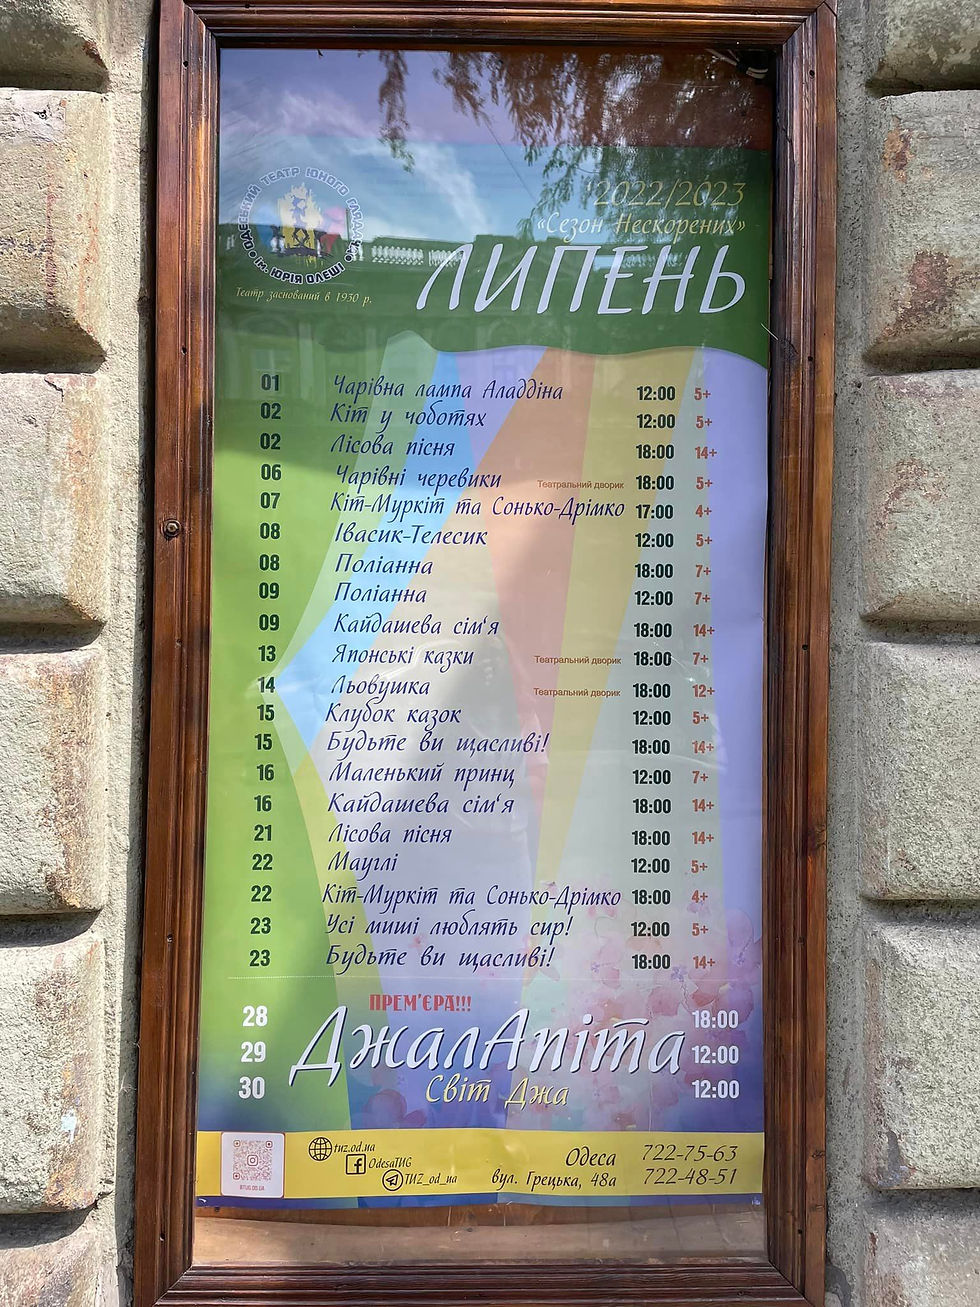 ОДЕСЬКИЙ ТЕАТР ЮНОГО ГЛЯДАЧА
ім. ЮРІЯ ОЛЕШІ
Театр заснований в 1930 р.
2022/2023
«Сезон Нескорених»
ЛИПЕНЬ
01 Чарівна лампа Аладдіна 12:00 5+
02 Кіт у чоботях 12:00 5+
02 Лісова пісня 18:00 14+
06 Чарівні черевики Театральний дворик 18:00 5+
07 Кіт-Муркіт та Сонько-Дрімко 17:00 4+
08 Івасик-Телесик 12:00 5+
08 Поліанна 18:00 7+
09 Поліанна 12:00 7+
09 Кайдашева сім‘я 18:00 14+
13 Японські казки Театральний дворик 18:00 7+
14 Льовушка Театральний дворик 18:00 12+
15 Клубок казок 12:00 5+
15 Будьте ви щасливі! 18:00 14+
16 Маленький принц 12:00 7+
16 Кайдашева сім‘я 18:00 14+
21 Лісова пісня 18:00 14+
22 Мауглі 12:00 5+
22 Кіт-Муркіт та Сонько-Дрімко 18:00 4+
23 Усі миші люблять сир! 12:00 5+
23 Будьте ви щасливі! 18:00 14+
ПРЕМ'ЄРА!!!
28 18:00
29 ДжалАпіта 12:00
30 Світ Джа 12:00
tuz.od.ua
OdesaTUG
TUZ_od_ua
Одеса 722-75-63
вул. Грецька, 48а 722-48-51